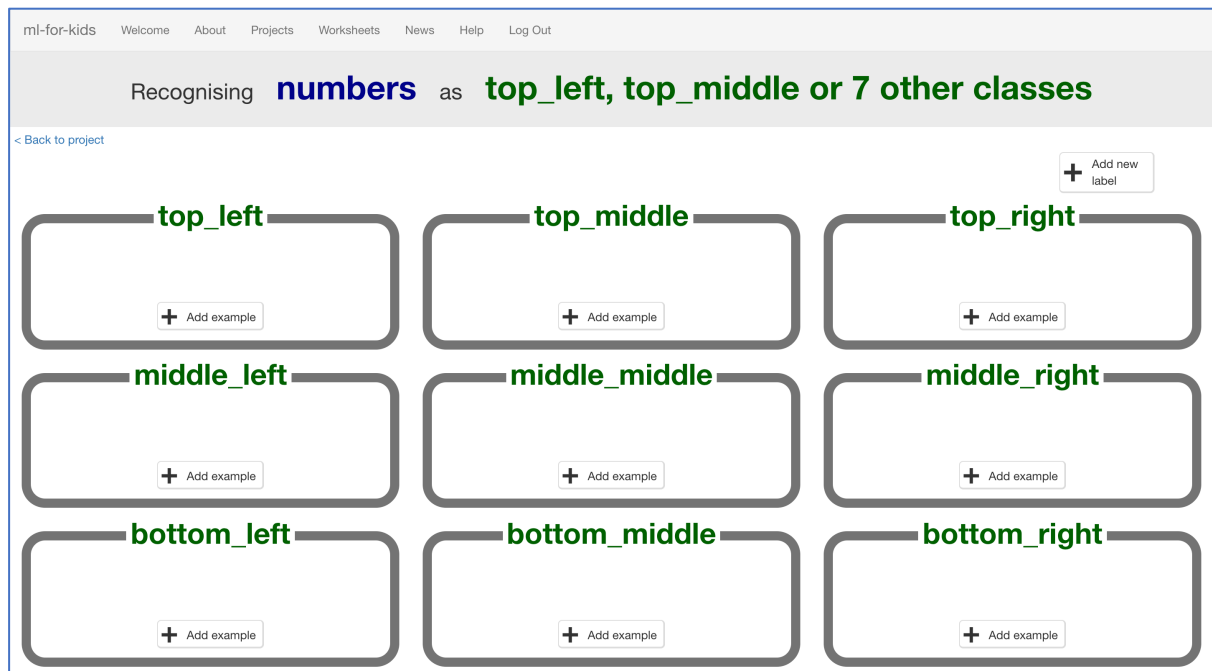 ml-for-kids Welcome About Projects Worksheets News Help Log Out
Recognising numbers as top_left, top_middle or 7 other classes
< Back to project
+ Add new
label
top_left top_middle top_right
+ Add example + Add example + Add example
middle_left middle_middle middle_right
+ Add example + Add example + Add example
bottom_left bottom_middle bottom_right
+ Add example + Add example + Add example